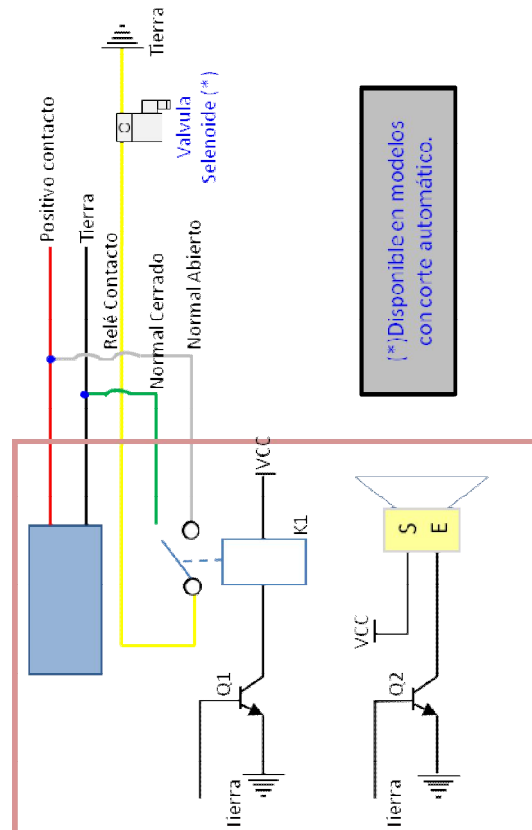 Positivo contacto
Tierra
Relé Contacto
Normal Cerrado
Normal Abierto
Tierra
Valvula
Selenoide (*)
K1
VCC
Q1
Tierra
VCC
S
E
Q2
Tierra
(*)Disponible en modelos
con corte automático.